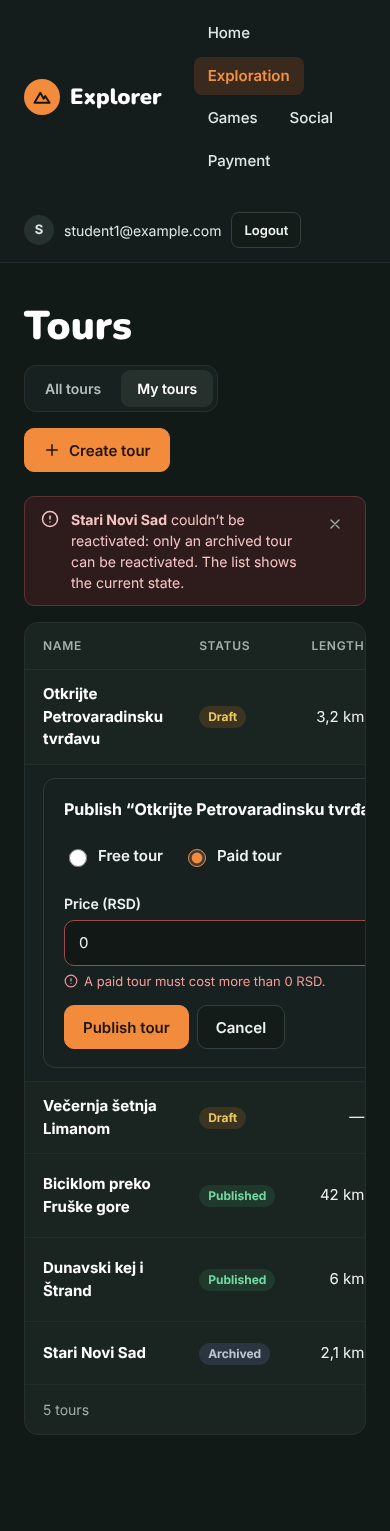 Home
Explorer
Exploration
Games Social
Payment
S student1@example.com Logout
Tours
All tours My tours
+ Create tour
Stari Novi Sad couldn’t be
reactivated: only an archived tour
can be reactivated. The list shows
the current state.
NAME STATUS LENGTH
Otkrijte
Petrovaradinsku
tvrđavu
Draft 3,2 km
Publish “Otkrijte Petrovaradinsku tvrđa
Free tour Paid tour
Price (RSD)
0
A paid tour must cost more than 0 RSD.
Publish tour Cancel
Večernja šetnja
Limanom
Draft —
Biciklom preko
Fruške gore
Published 42 km
Dunavski kej i
Štrand
Published 6 km
Stari Novi Sad Archived 2,1 km
5 tours